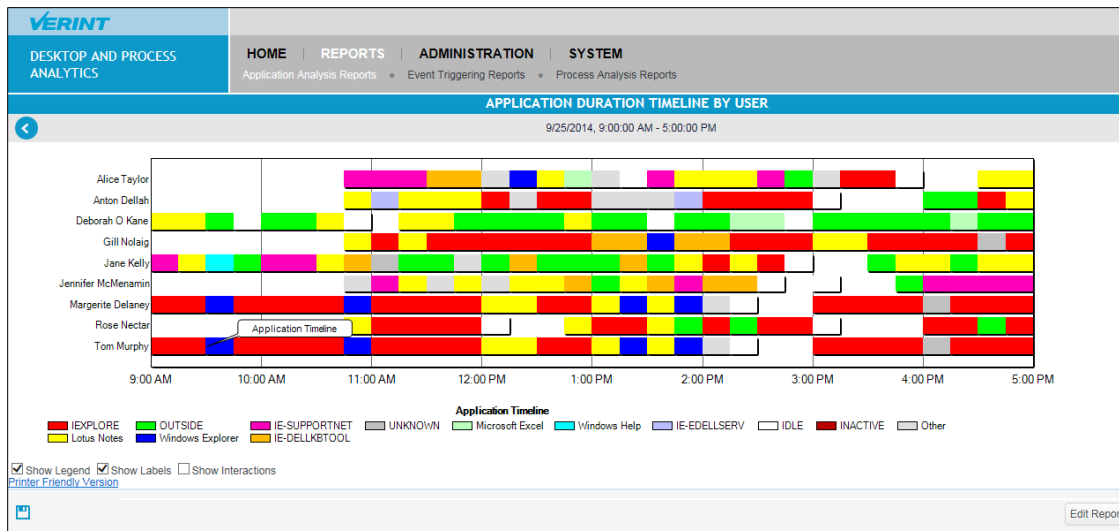 VERINT
DESKTOP AND PROCESS ANALYTICS
HOME | REPORTS | ADMINISTRATION | SYSTEM
Application Analysis Reports Event Triggering Reports Process Analysis Reports
APPLICATION DURATION TIMELINE BY USER
9/25/2014, 9:00:00 AM - 5:00:00 PM
Alice Taylor
Anton Dellah
Deborah O Kane
Gill Nolaig
Jane Kelly
Jennifer McMenamin
Margerite Delaney
Rose Nectar
Application Timeline
Tom Murphy
9:00 AM 10:00 AM 11:00 AM 12:00 PM 1:00 PM 2:00 PM 3:00 PM 4:00 PM 5:00 PM
Application Timeline
IEXPLORE OUTSIDE IE-SUPPORTNET UNKNOWN Microsoft Excel Windows Help IE-EDELLSERV IDLE INACTIVE Other
Lotus Notes Windows Explorer IE-DELLKBTOOL
Show Legend Show Labels Show Interactions
Printer Friendly Version
Edit Repor